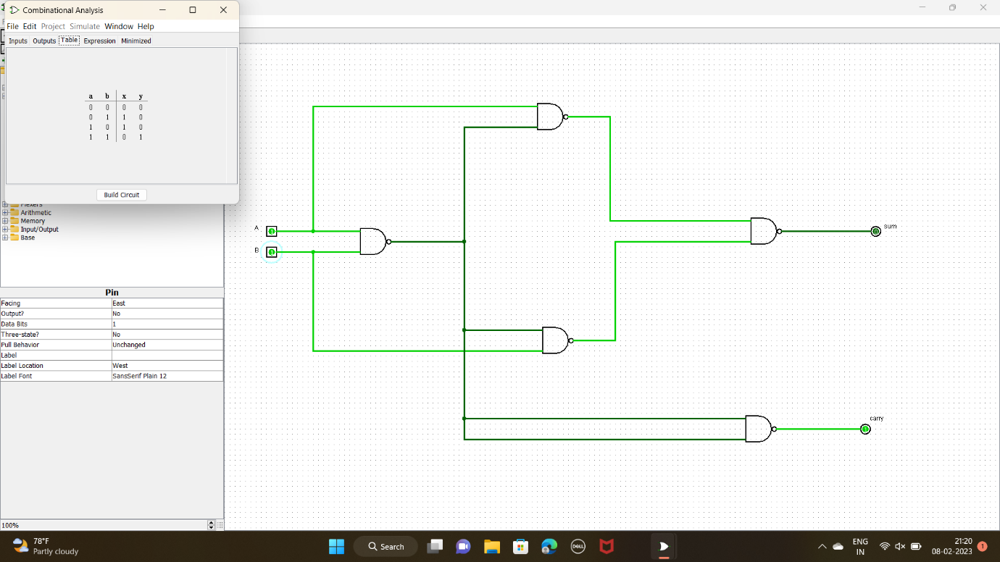 Combinational Analysis
File Edit Project Simulate Window Help
Inputs Outputs Table Expression Minimized
a b x y
0 0 0 0
0 1 1 0
1 0 1 0
1 1 0 1
Build Circuit
Plexers
Arithmetic
Memory
Input/Output
Base
Pin
Facing East
Output? No
Data Bits 1
Three-state? No
Pull Behavior Unchanged
Label
Label Location West
Label Font SansSerif Plain 12
100%
A 1
B 1
sum
0
carry
1
78°F
Partly cloudy
Search
DELL
ENG
IN
21:20
08-02-2023
1